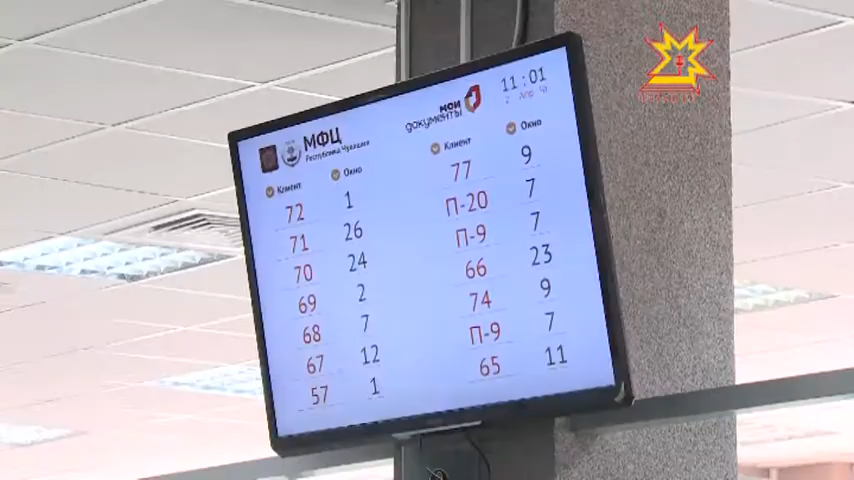 МФЦ
Республика Чувашия
мои
документы
11:01
Клиент Окно
72 1
71 26
70 24
69 2
68 7
67 12
57 1
Клиент Окно
77 9
П-20 7
П-9 7
66 23
74 9
П-9 7
65 11